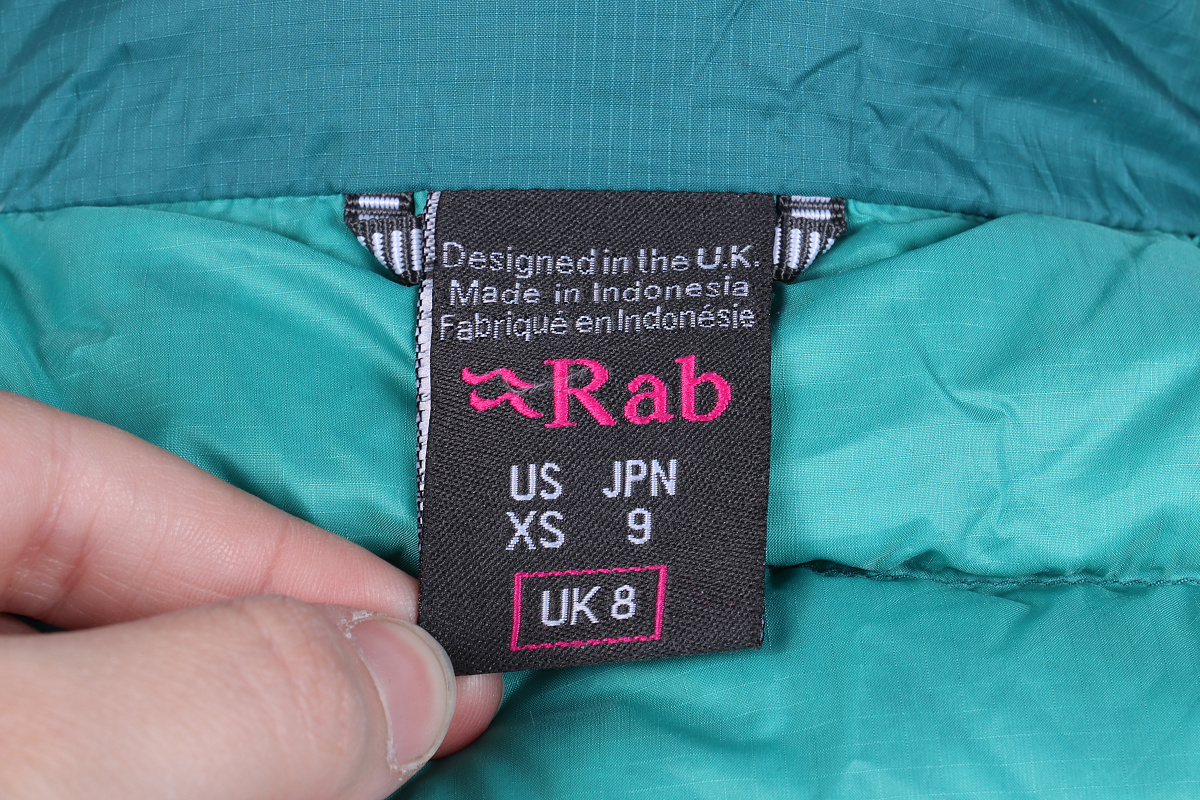 Designed in the U.K.
Made in Indonesia
Fabriqué en Indonésie
Rab
US JPN
XS 9
UK 8